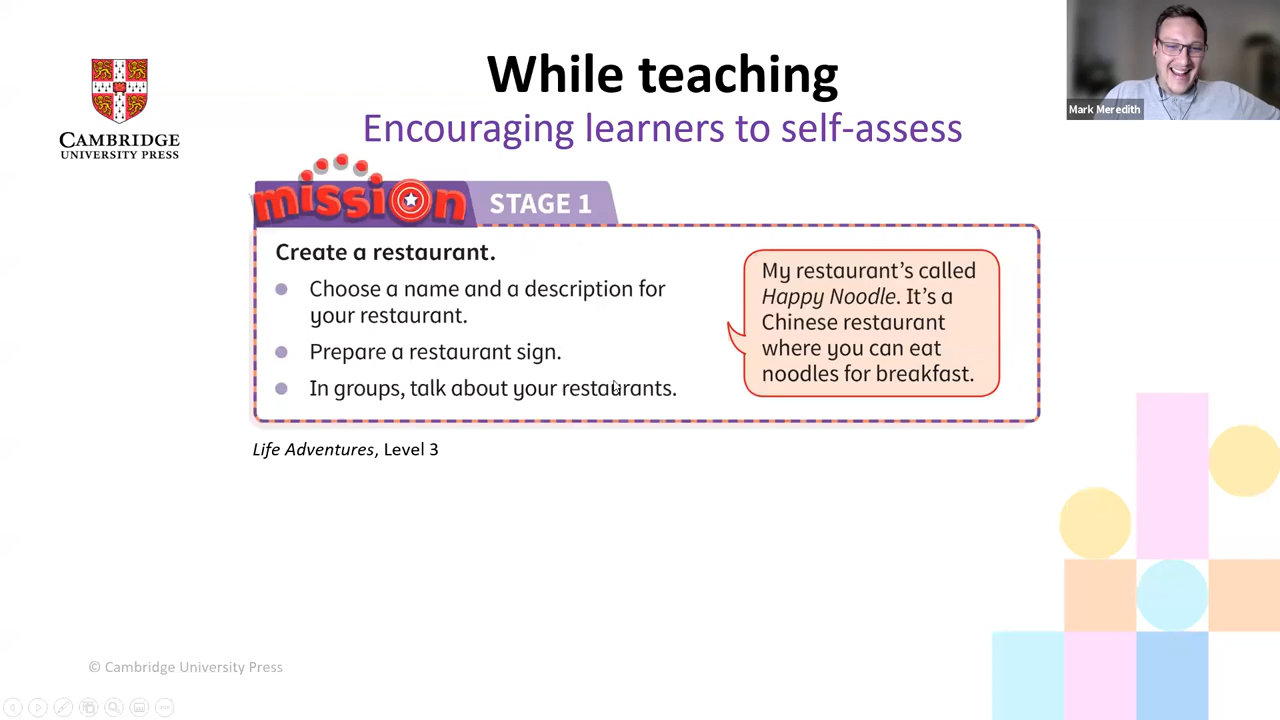 While teaching
Encouraging learners to self-assess
CAMBRIDGE
UNIVERSITY PRESS
Mark Meredith
mission
STAGE 1
Create a restaurant.
Choose a name and a description for
your restaurant.
Prepare a restaurant sign.
In groups, talk about your restaurants.
My restaurant's called
Happy Noodle. It's a
Chinese restaurant
where you can eat
noodles for breakfast.
Life Adventures, Level 3
© Cambridge University Press